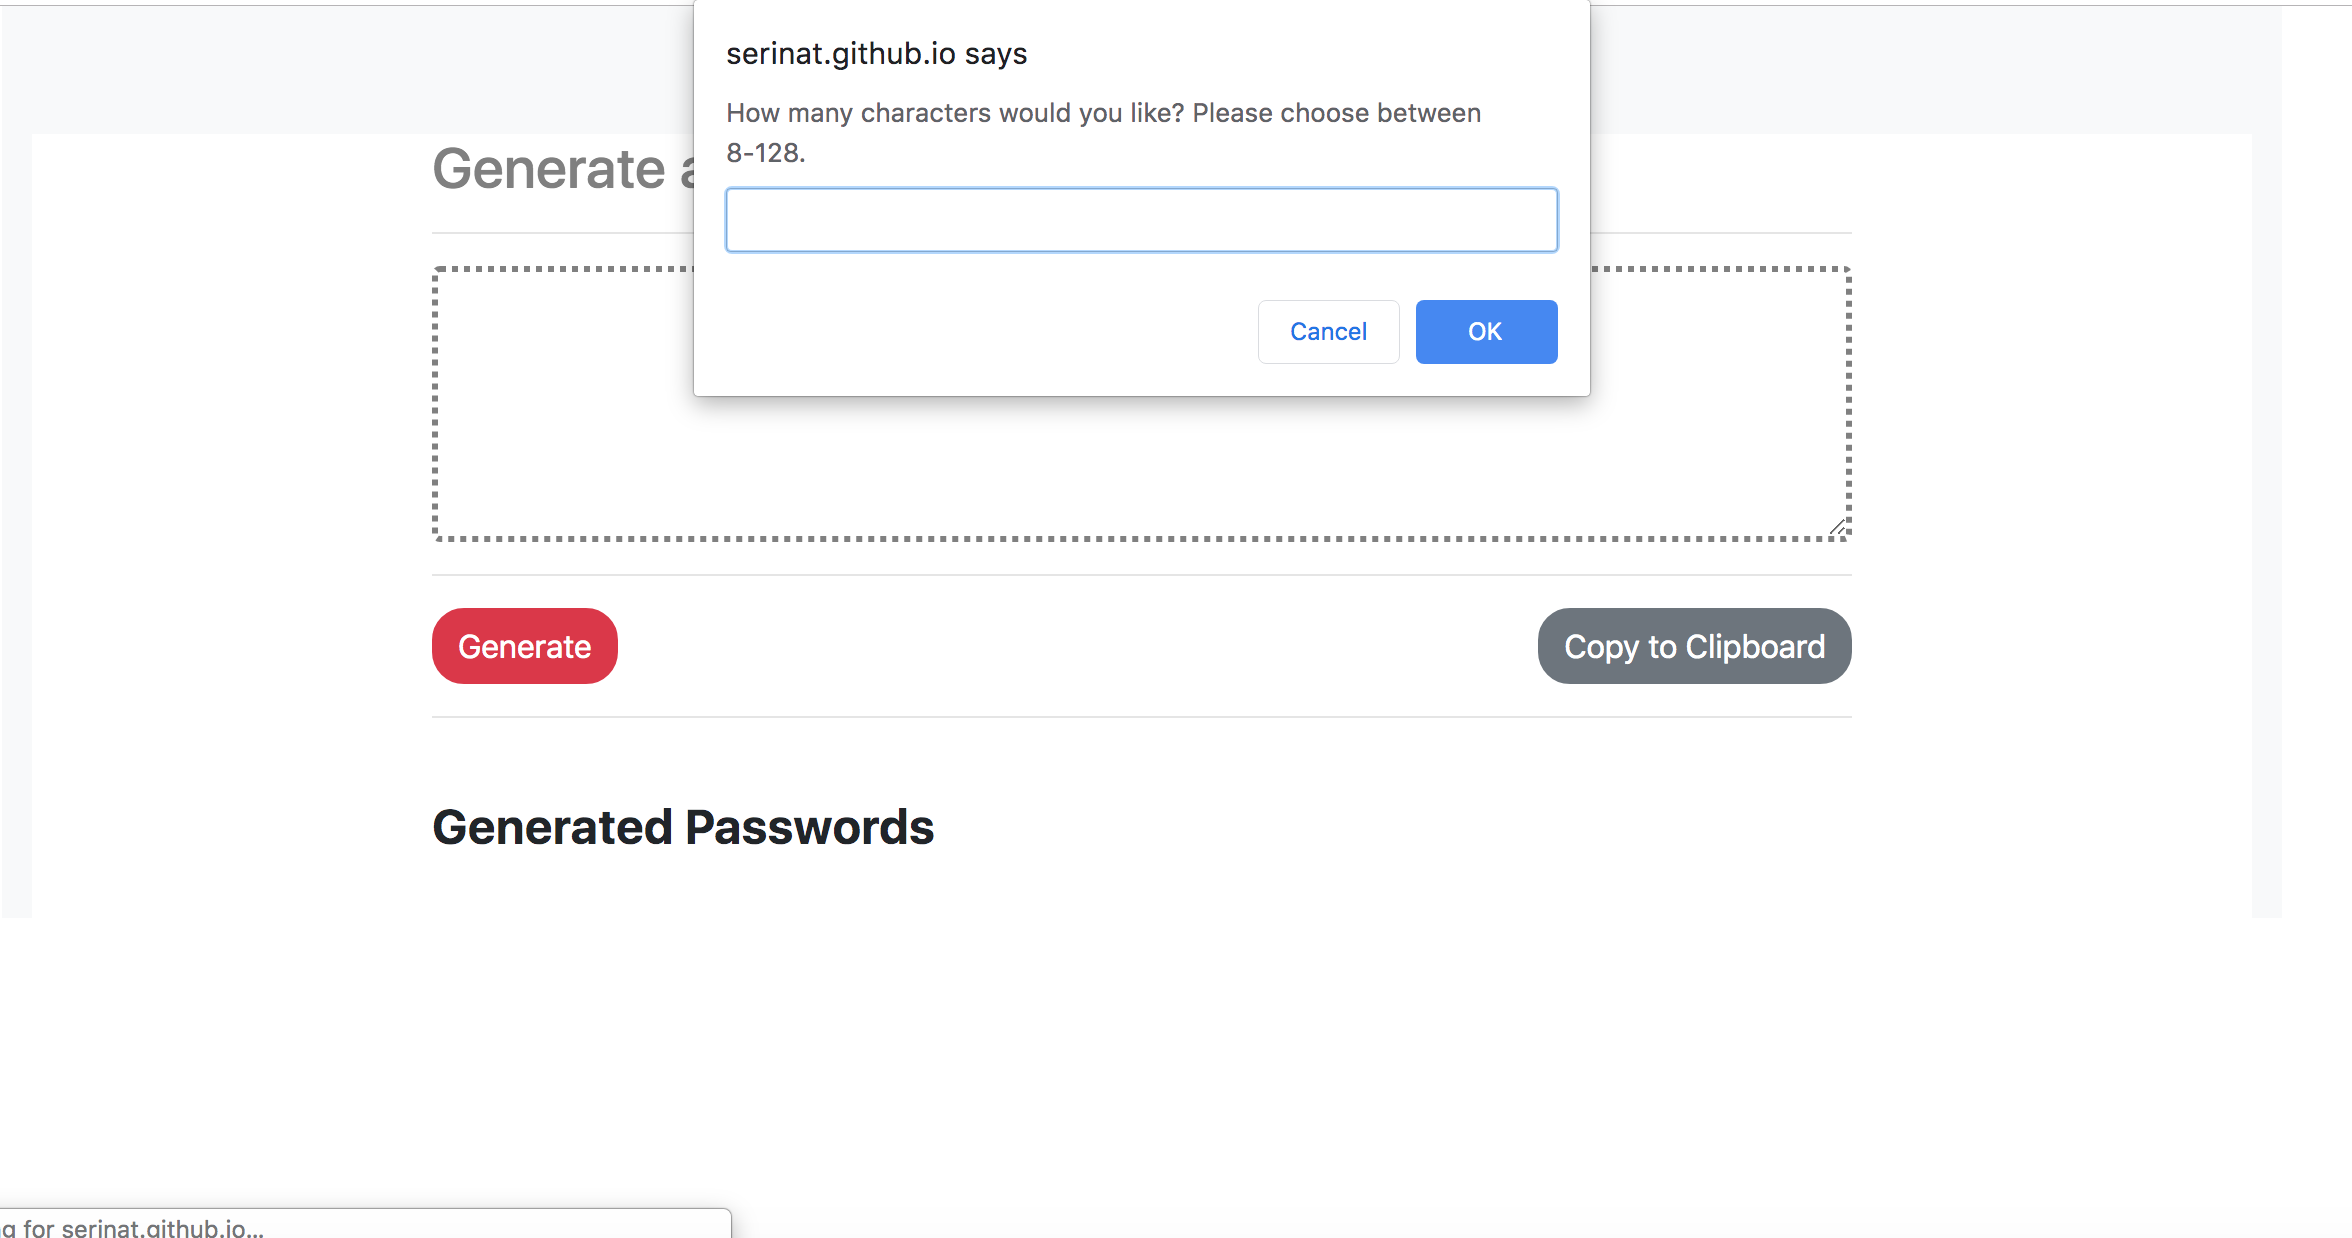 serinat.github.io says
How many characters would you like? Please choose between
8-128.
Cancel
OK
Generate
Generate
Copy to Clipboard
Generated Passwords
for serinat.github.io...